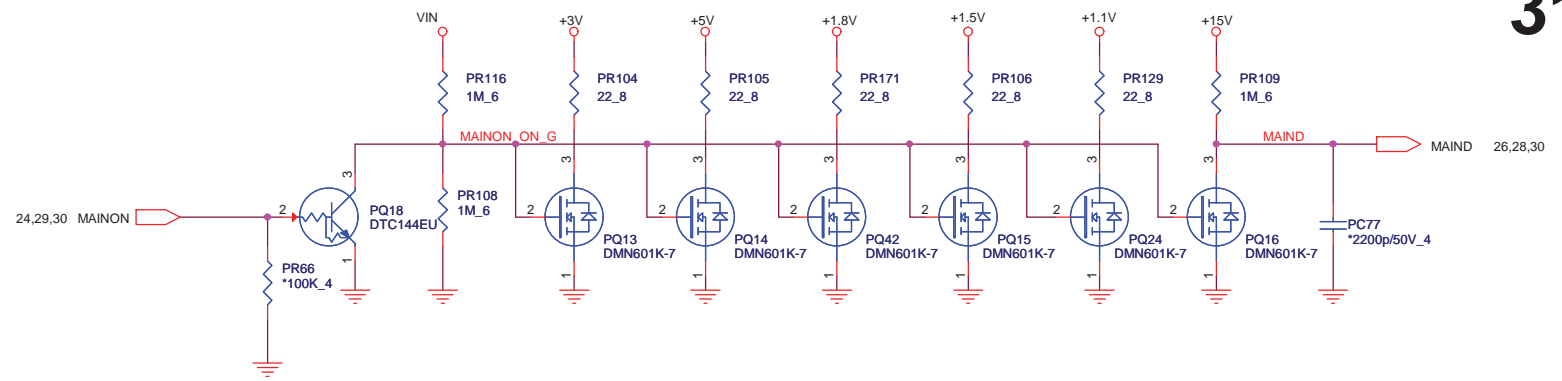 VIN
+3V
+5V
+1.8V
+1.5V
+1.1V
+15V
PR116
1M_6
PR104
22_8
PR105
22_8
PR171
22_8
PR106
22_8
PR129
22_8
PR109
1M_6
MAINON_ON_G
MAIND
MAIND 26,28,30
3
3
3
3
3
3
3
24,29,30 MAINON
2
PQ18
DTC144EU
PR108
1M_6
2
2
2
2
2
2
PQ13
DMN601K-7
PQ14
DMN601K-7
PQ42
DMN601K-7
PQ15
DMN601K-7
PQ24
DMN601K-7
PQ16
DMN601K-7
PC77
*2200p/50V_4
PR66
*100K_4
1
1
1
1
1
1
1